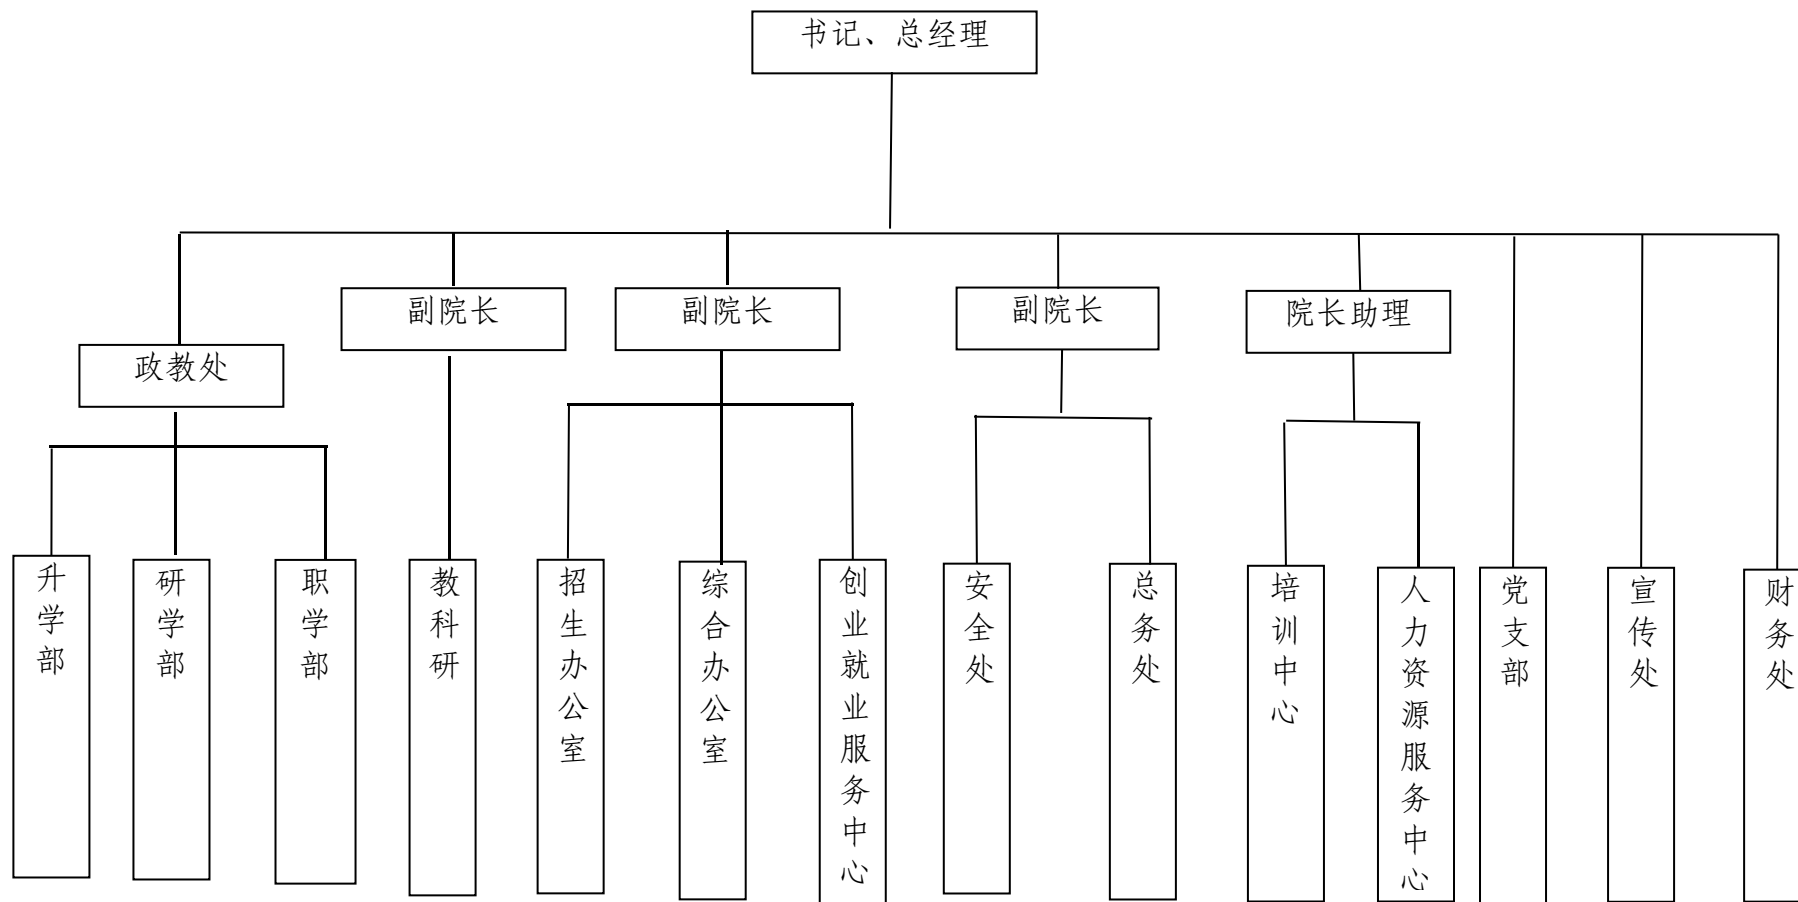 书记、总经理
副院长
副院长
副院长
院长助理
政教处
升学部
研学部
职学部
教科研
招生办公室
综合办公室
创业就业服务中心
安全处
总务处
培训中心
人力资源服务中心
党支部
宣传处
财务处